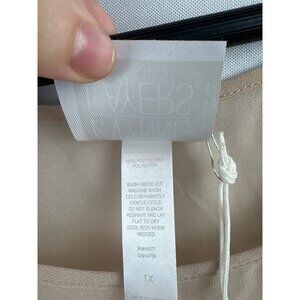 LAYERS
100% POLYESTER/
POLYESTER
WASH INSIDE OUT
MACHINE WASH
COLD SEPARATELY
GENTLE CYCLE
DO NOT BLEACH
RESHAPE AND LAY
FLAT TO DRY
COOL IRON WHEN
NEEDED
1X